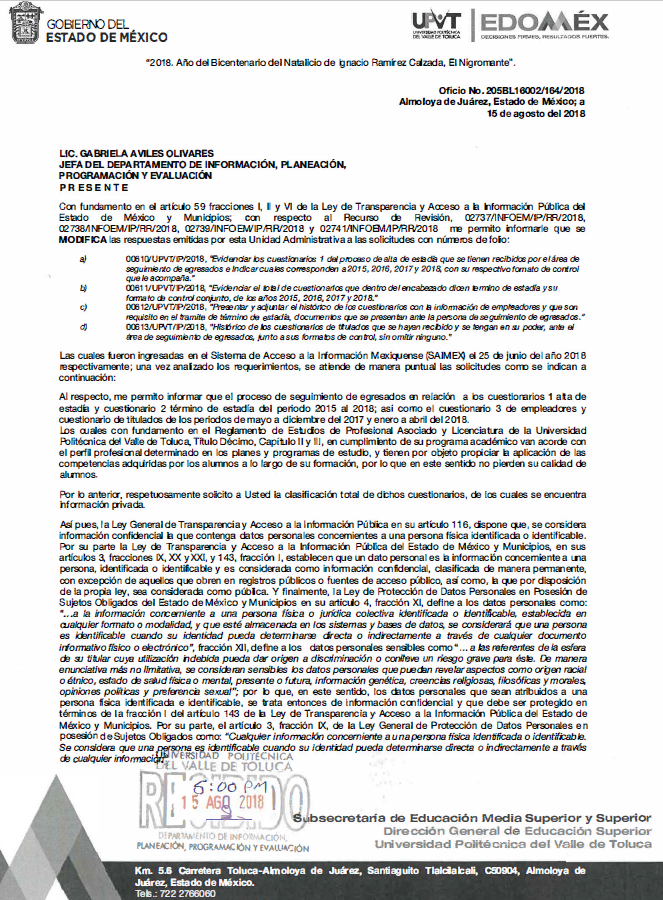 GOBIERNO DEL
ESTADO DE MÉXICO
UPVT
UNIVERSIDAD POLITÉCNICA
DEL VALLE DE TOLUCA
EDOMÉX
DECISIONES FIRMES, RESULTADOS FUERTES.
"2018. Año del Bicentenario del Natalicio de Ignacio Ramírez Calzada, El Nigromante".
Oficio No. 205BL16002/164/2018
Almoloya de Juárez, Estado de México; a
15 de agosto del 2018
LIC. GABRIELA AVILES OLIVARES
JEFA DEL DEPARTAMENTO DE INFORMACIÓN, PLANEACIÓN,
PROGRAMACIÓN Y EVALUACIÓN
P R E S E N T E
Con fundamento en el artículo 59 fracciones I, II y VI de la Ley de Transparencia y Acceso a la Información Pública del
Estado de México y Municipios; con respecto al Recurso de Revisión, 02737/INFOEM/IP/RR/2018,
02738/INFOEM/IP/RR/2018, 02739/INFOEM/IP/RR/2018 y 02741/INFOEM/IP/RR/2018 me permito informarle que se
MODIFICA las respuestas emitidas por esta Unidad Administrativa a las solicitudes con números de folio:
a) 00610/UPVT/IP/2018, "Evidenciar los cuestionarios 1 del proceso de alta de estadía que se tienen recibidos por el área de
seguimiento de egresados e indicar cuales corresponden a 2015, 2016, 2017 y 2018, con su respectivo formato de control
que le acompaña."
b) 00611/UPVT/IP/2018, "Evidenciar el total de cuestionarios que dentro del encabezado dicen termino de estadía y su
formato de control conjunto, de los años 2015, 2016, 2017 y 2018."
c) 00612/UPVT/IP/2018, "Presentar y adjuntar el histórico de los cuestionarios con la información de empleadores y que son
requisito en el tramite de término de estadía, documentos que se presentan ante la persona de seguimiento de egresados."
d) 00613/UPVT/IP/2018, "Histórico de los cuestionarios de titulados que se hayan recibido y se tengan en su poder, ante el
área de seguimiento de egresados, junto a sus formatos de control, sin omitir ninguno."
Las cuales fueron ingresadas en el Sistema de Acceso a la Información Mexiquense (SAIMEX) el 25 de junio del año 2018
respectivamente; una vez analizado los requerimientos, se atiende de manera puntual las solicitudes como se indican a
continuación:
Al respecto, me permito informar que el proceso de seguimiento de egresados en relación a los cuestionarios 1 alta de
estadía y cuestionario 2 término de estadía del periodo 2015 al 2018; así como el cuestionario 3 de empleadores y
cuestionario de titulados de los periodos de mayo a diciembre del 2017 y enero a abril del 2018.
Los cuales con fundamento en el Reglamento de Estudios de Profesional Asociado y Licenciatura de la Universidad
Politécnica del Valle de Toluca, Título Décimo, Capítulo II y III, en cumplimiento de su programa académico van acorde con
el perfil profesional determinado en los planes y programas de estudio, y tienen por objeto propiciar la aplicación de las
competencias adquiridas por los alumnos a lo largo de su formación, por lo que en este sentido no pierden su calidad de
alumnos.
Por lo anterior, respetuosamente solicito a Usted la clasificación total de dichos cuestionarios, de los cuales se encuentra
información privada.
Así pues, la Ley General de Transparencia y Acceso a la Información Pública en su artículo 116, dispone que, se considera
información confidencial la que contenga datos personales concernientes a una persona física identificada o identificable.
Por su parte la Ley de Transparencia y Acceso a la Información Pública del Estado de México y Municipios, en sus
artículos 3, fracciones IX, XX y XXI, y 143, fracción I, establecen que un dato personal es la información concerniente a una
persona, identificada o identificable y es considerada como información confidencial, clasificada de manera permanente,
con excepción de aquellos que obren en registros públicos o fuentes de acceso público, así como, la que por disposición
de la propia ley, sea considerada como pública. Y finalmente, la Ley de Protección de Datos Personales en Posesión de
Sujetos Obligados del Estado de México y Municipios en su artículo 4, fracción XI, define a los datos personales como:
"…a la información concerniente a una persona física o jurídica colectiva identificada o identificable, establecida en
cualquier formato o modalidad, y que esté almacenada en los sistemas y bases de datos, se considerará que una persona
es identificable cuando su identidad pueda determinarse directa o indirectamente a través de cualquier documento
informativo físico o electrónico", fracción XII, define a los datos personales sensibles como "… a las referentes de la esfera
de su titular cuya utilización indebida pueda dar origen a discriminación o conlleve un riesgo grave para éste. De manera
enunciativa más no limitativa, se consideran sensibles los datos personales que puedan revelar aspectos como origen racial
o étnico, estado de salud física o mental, presente o futura, información genética, creencias religiosas, filosóficas y morales,
opiniones políticas y preferencia sexual"; por lo que, en este sentido, los datos personales que sean atribuidos a una
persona física identificada e identificable, se trata entonces de información confidencial y que debe ser protegido en
términos de la fracción I del artículo 143 de la Ley de Transparencia y Acceso a la Información Pública del Estado de
México y Municipios. Por su parte, el artículo 3, fracción IX, de la Ley General de Protección de Datos Personales en
posesión de Sujetos Obligados como: "Cualquier información concerniente a una persona física identificada o identificable.
Se considera que una persona es identificable cuando su identidad pueda determinarse directa o indirectamente a través
de cualquier información"
UNIVERSIDAD POLITÉCNICA
DEL VALLE DE TOLUCA
6:00 PM
15 AGO 2018
RECIBIDO
DEPARTAMENTO DE INFORMACIÓN,
PLANEACIÓN, PROGRAMACIÓN Y EVALUACIÓN
Subsecretaría de Educación Media Superior y Superior
Dirección General de Educación Superior
Universidad Politécnica del Valle de Toluca
Km. 5.6 Carretera Toluca-Almoloya de Juárez, Santiaguito Tlalcilalcali, C50904, Almoloya de
Juárez, Estado de México.
Tels.: 722 2766060